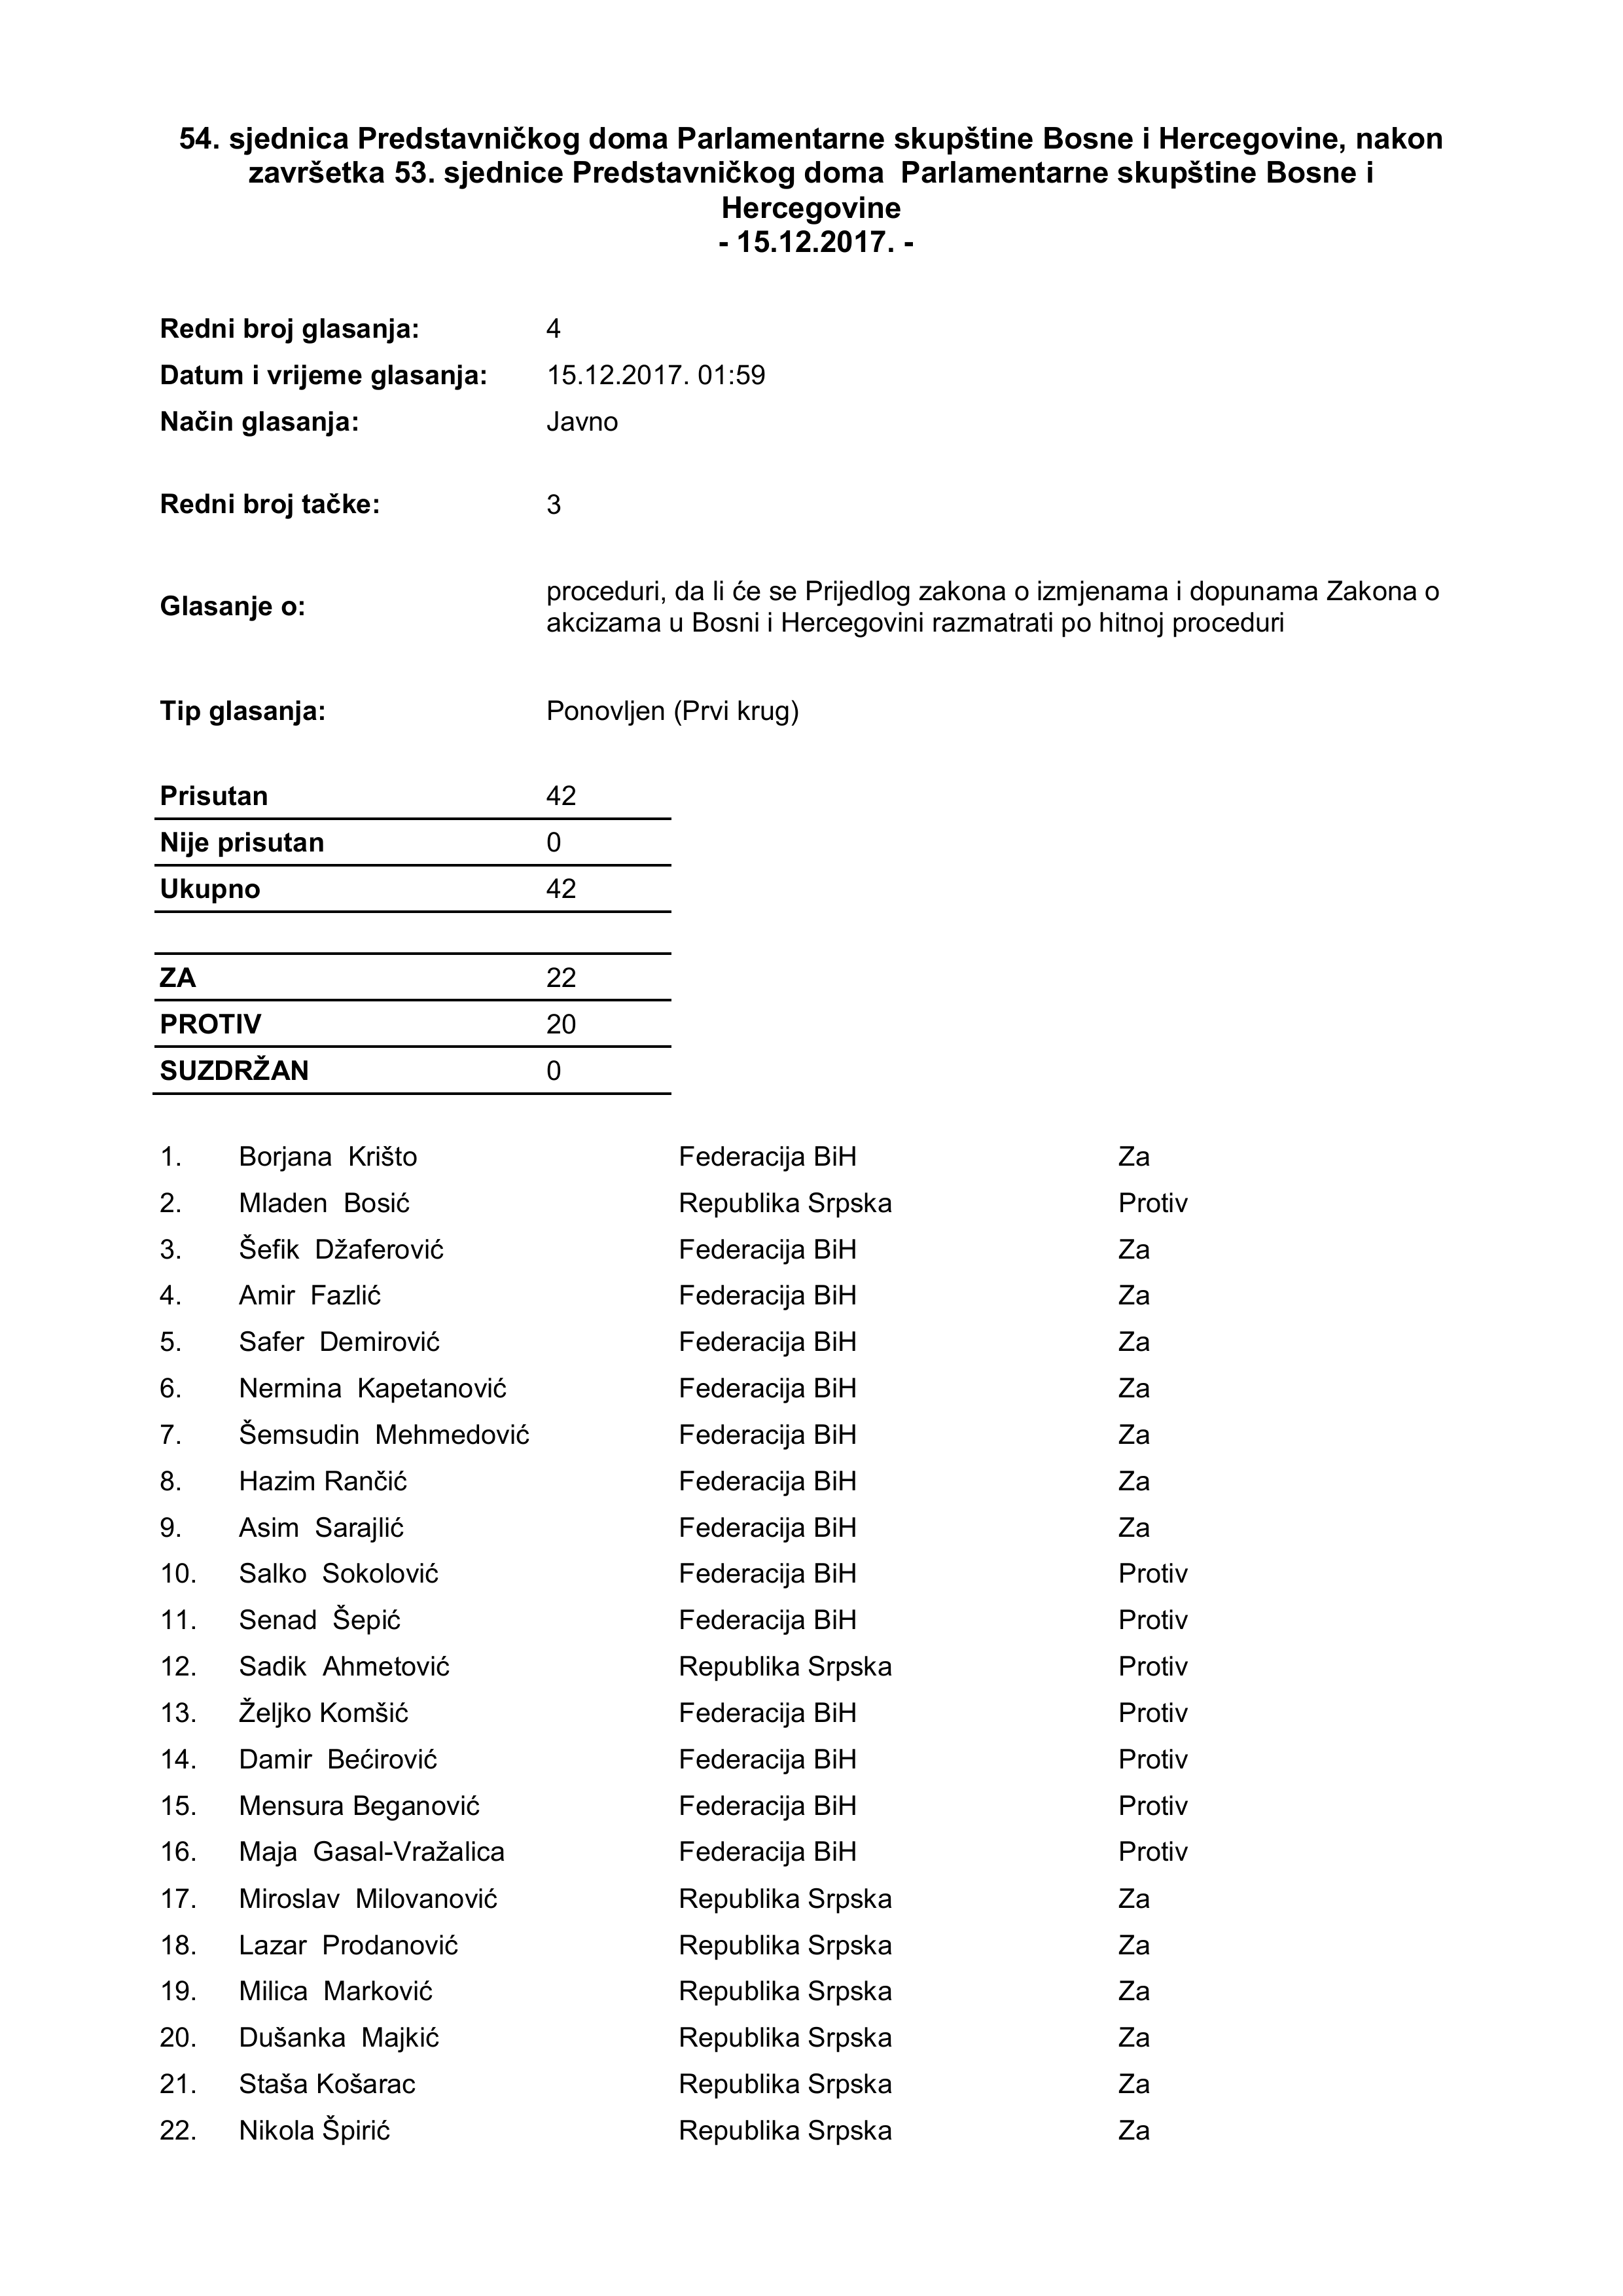 54. sjednica Predstavničkog doma Parlamentarne skupštine Bosne i Hercegovine, nakon
završetka 53. sjednice Predstavničkog doma  Parlamentarne skupštine Bosne i
Hercegovine
- 15.12.2017. -
Redni broj glasanja: 4
Datum i vrijeme glasanja: 15.12.2017. 01:59
Način glasanja: Javno
Redni broj tačke: 3
Glasanje o: proceduri, da li će se Prijedlog zakona o izmjenama i dopunama Zakona o
akcizama u Bosni i Hercegovini razmatrati po hitnoj proceduri
Tip glasanja: Ponovljen (Prvi krug)
Prisutan 42
Nije prisutan 0
Ukupno 42
ZA 22
PROTIV 20
SUZDRŽAN 0
1. Borjana  Krišto Federacija BiH Za
2. Mladen  Bosić Republika Srpska Protiv
3. Šefik  Džaferović Federacija BiH Za
4. Amir  Fazlić Federacija BiH Za
5. Safer  Demirović Federacija BiH Za
6. Nermina  Kapetanović Federacija BiH Za
7. Šemsudin  Mehmedović Federacija BiH Za
8. Hazim Rančić Federacija BiH Za
9. Asim  Sarajlić Federacija BiH Za
10. Salko  Sokolović Federacija BiH Protiv
11. Senad  Šepić Federacija BiH Protiv
12. Sadik  Ahmetović Republika Srpska Protiv
13. Željko Komšić Federacija BiH Protiv
14. Damir  Bećirović Federacija BiH Protiv
15. Mensura Beganović Federacija BiH Protiv
16. Maja  Gasal-Vražalica Federacija BiH Protiv
17. Miroslav  Milovanović Republika Srpska Za
18. Lazar  Prodanović Republika Srpska Za
19. Milica  Marković Republika Srpska Za
20. Dušanka  Majkić Republika Srpska Za
21. Staša Košarac Republika Srpska Za
22. Nikola Špirić Republika Srpska Za